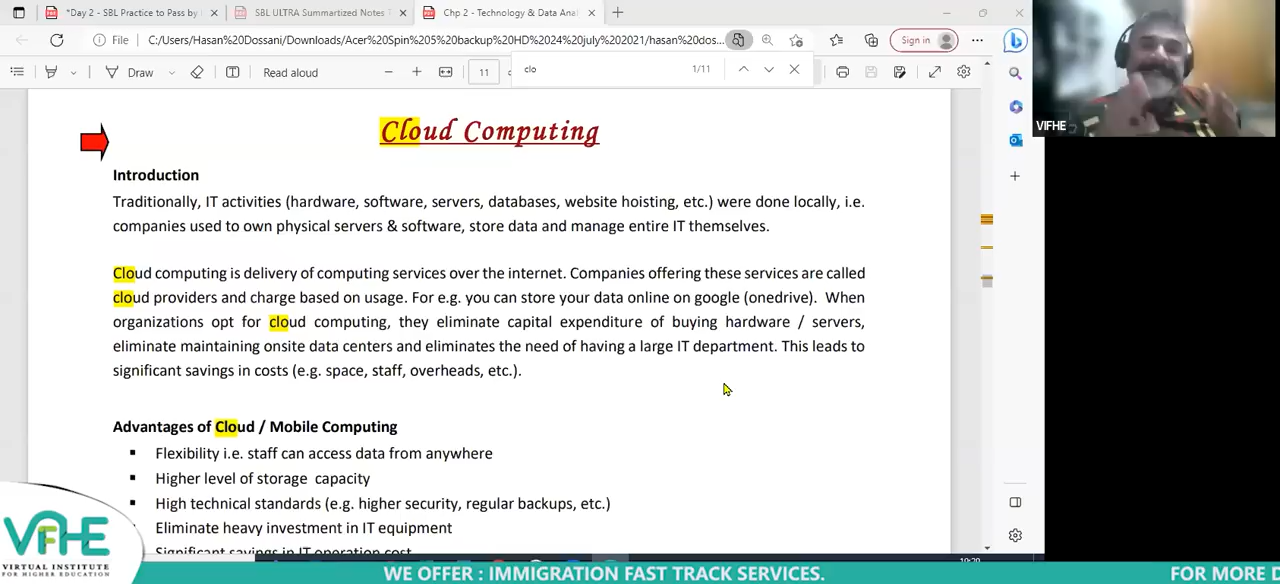 *Day 2 - SBL Practice to Pass by
SBL ULTRA Summarized Notes
Chp 2 - Technology & Data Anal
File
C:/Users/Hasan%20Dossani/Downloads/Acer%20Spin%205%20backup%20HD%2024%20july%202021/hasan%20dos...
Sign in
Draw
Read aloud
11
clo
1/11
VIFHE
Cloud Computing
Introduction
Traditionally, IT activities (hardware, software, servers, databases, website hoisting, etc.) were done locally, i.e.
companies used to own physical servers & software, store data and manage entire IT themselves.
Cloud computing is delivery of computing services over the internet. Companies offering these services are called
cloud providers and charge based on usage. For e.g. you can store your data online on google (onedrive). When
organizations opt for cloud computing, they eliminate capital expenditure of buying hardware / servers,
eliminate maintaining onsite data centers and eliminates the need of having a large IT department. This leads to
significant savings in costs (e.g. space, staff, overheads, etc.).
Advantages of Cloud / Mobile Computing
Flexibility i.e. staff can access data from anywhere
Higher level of storage capacity
High technical standards (e.g. higher security, regular backups, etc.)
Eliminate heavy investment in IT equipment
Significant savings in IT operation cost
VIFHE
VIRTUAL INSTITUTE
FOR HIGHER EDUCATION
WE OFFER : IMMIGRATION FAST TRACK SERVICES.
FOR MORE D